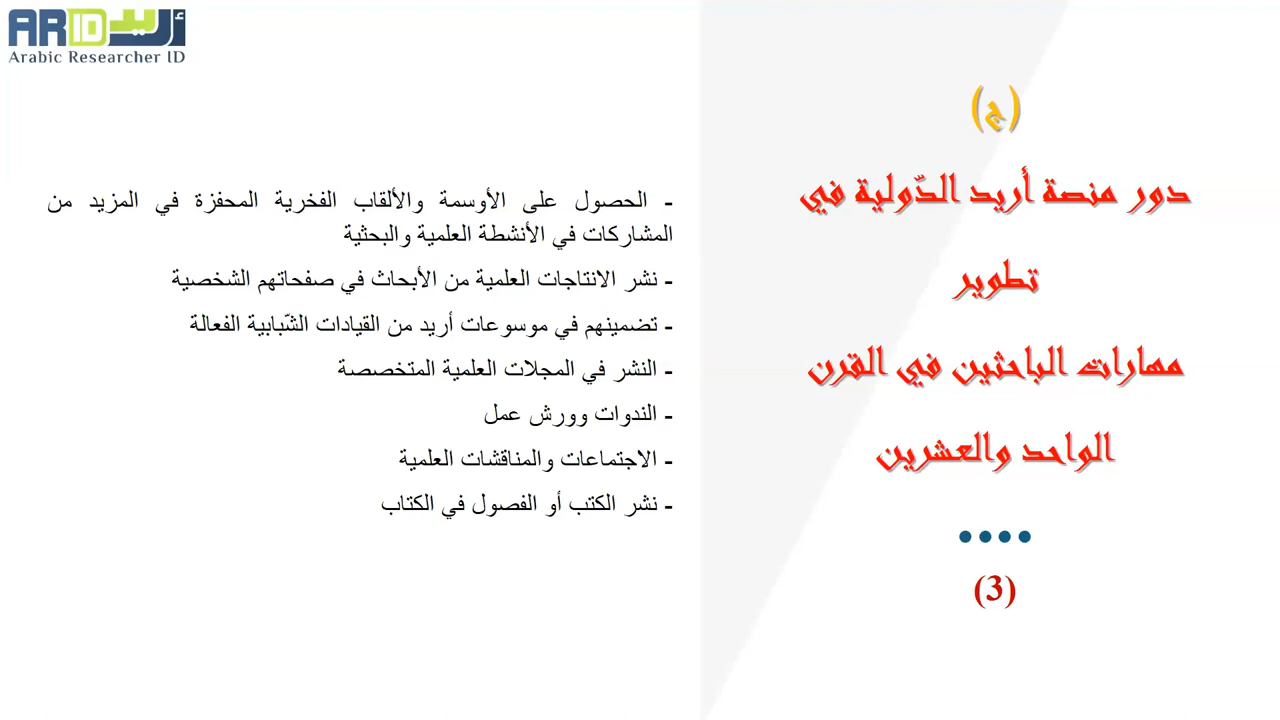 ARID أريد
Arabic Researcher ID
(ج)
دور منصة أريد الدّولية في
تطوير
مهارات الباحثين في القرن
الواحد والعشرين
(3)
- الحصول على الأوسمة والألقاب الفخرية المحفزة في المزيد من
المشاركات في الأنشطة العلمية والبحثية
- نشر الانتاجات العلمية من الأبحاث في صفحاتهم الشخصية
- تضمينهم في موسوعات أريد من القيادات الشّبابية الفعالة
- النشر في المجلات العلمية المتخصصة
- الندوات وورش عمل
- الاجتماعات والمناقشات العلمية
- نشر الكتب أو الفصول في الكتاب